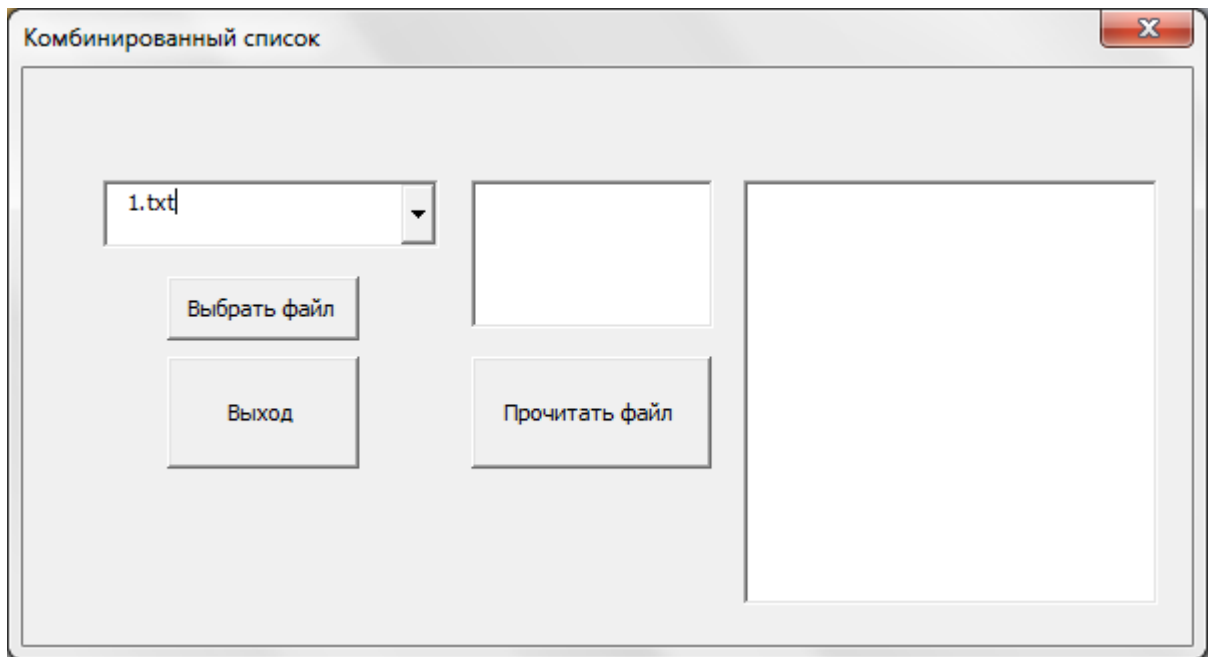 Комбинированный список
1.txt
Выбрать файл
Выход
Прочитать файл